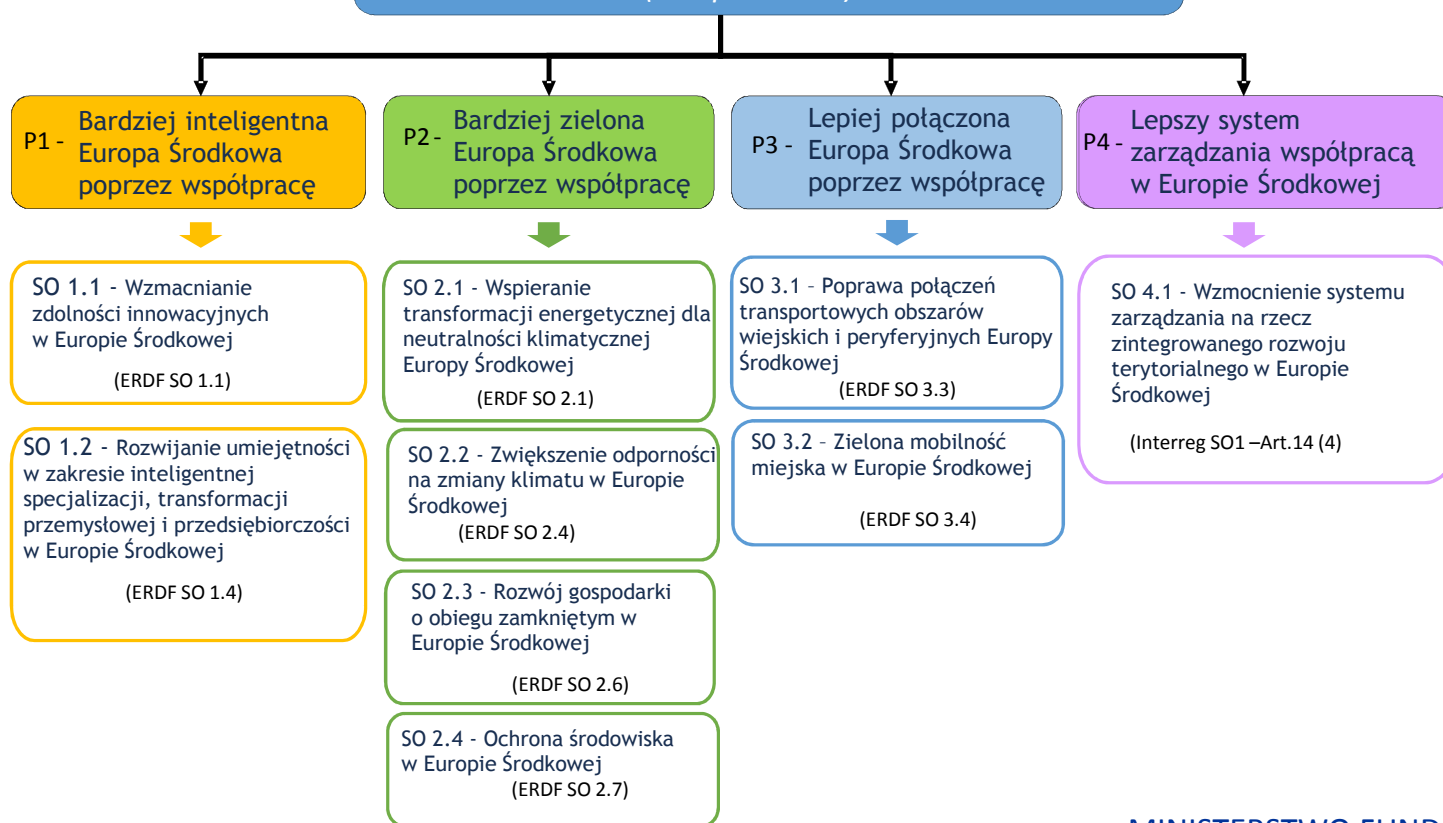 P1 - Bardziej inteligentna
Europa Środkowa
poprzez współpracę
P2 - Bardziej zielona
Europa Środkowa
poprzez współpracę
P3 - Lepiej połączona
Europa Środkowa
poprzez współpracę
P4 - Lepszy system
zarządzania współpracą
w Europie Środkowej
SO 1.1 - Wzmacnianie
zdolności innowacyjnych
w Europie Środkowej
(ERDF SO 1.1)
SO 1.2 - Rozwijanie umiejętności
w zakresie inteligentnej
specjalizacji, transformacji
przemysłowej i przedsiębiorczości
w Europie Środkowej
(ERDF SO 1.4)
SO 2.1 - Wspieranie
transformacji energetycznej dla
neutralności klimatycznej
Europy Środkowej
(ERDF SO 2.1)
SO 2.2 - Zwiększenie odporności
na zmiany klimatu w Europie
Środkowej
(ERDF SO 2.4)
SO 2.3 - Rozwój gospodarki
o obiegu zamkniętym w
Europie Środkowej
(ERDF SO 2.6)
SO 2.4 - Ochrona środowiska
w Europie Środkowej
(ERDF SO 2.7)
SO 3.1 – Poprawa połączeń
transportowych obszarów
wiejskich i peryferyjnych Europy
Środkowej
(ERDF SO 3.3)
SO 3.2 – Zielona mobilność
miejska w Europie Środkowej
(ERDF SO 3.4)
SO 4.1 - Wzmocnienie systemu
zarządzania na rzecz
zintegrowanego rozwoju
terytorialnego w Europie
Środkowej
(Interreg SO1 –Art.14 (4)